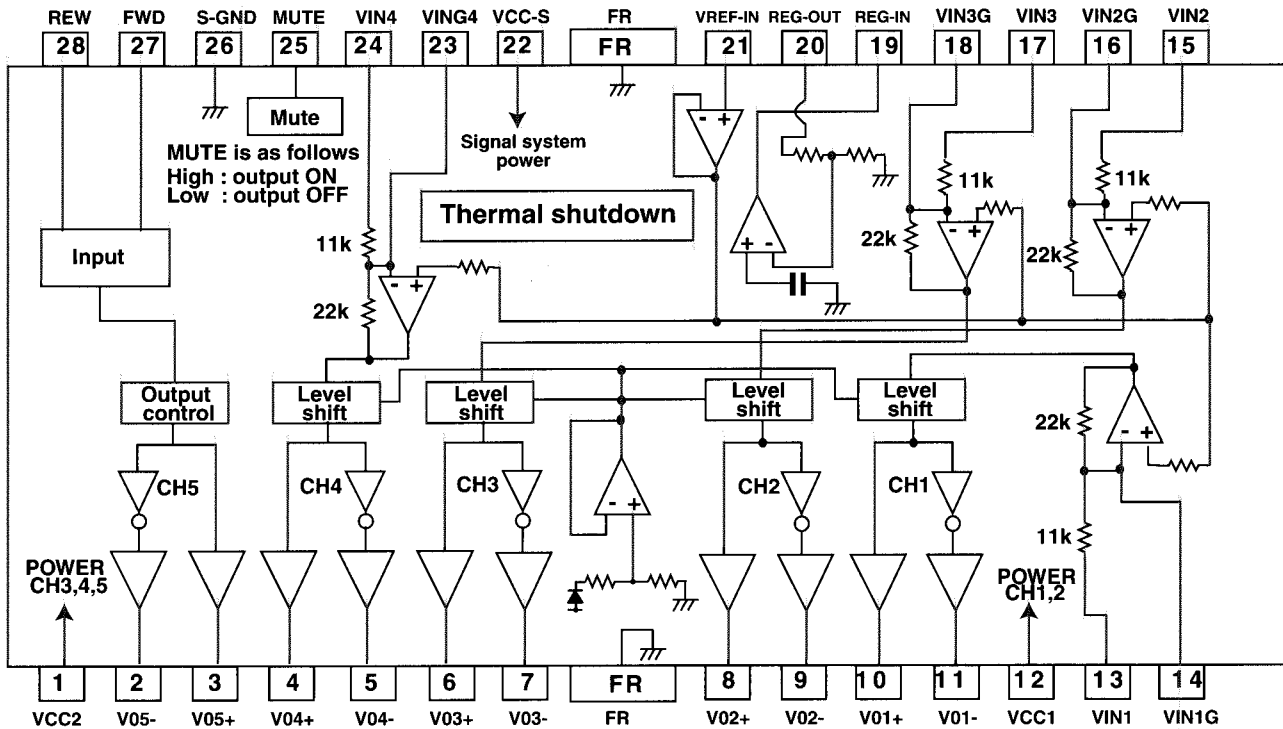 REW FWD S-GND MUTE VIN4 VING4 VCC-S FR VREF-IN REG-OUT REG-IN VIN3G VIN3 VIN2G VIN2
28 27 26 25 24 23 22 FR 21 20 19 18 17 16 15
Mute
MUTE is as follows
High : output ON
Low : output OFF
Signal system
power
Thermal shutdown
Input
11k
22k
- +
- +
+ -
11k
22k
- +
11k
22k
- +
Output
control
Level
shift
Level
shift
Level
shift
Level
shift
22k
- +
11k
CH5
CH4
CH3
- +
CH2
CH1
POWER
CH3,4,5
POWER
CH1,2
1 2 3 4 5 6 7 FR 8 9 10 11 12 13 14
VCC2 V05- V05+ V04+ V04- V03+ V03- FR V02+ V02- V01+ V01- VCC1 VIN1 VIN1G